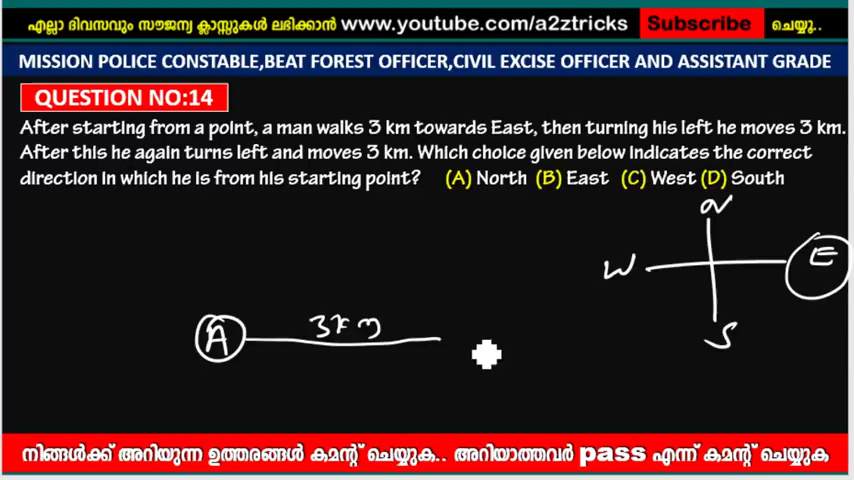 എല്ലാ ദിവസവും സൗജന്യ ക്ലാസ്സുകൾ ലഭിക്കാൻ www.youtube.com/a2ztricks Subscribe ചെയ്യൂ..
MISSION POLICE CONSTABLE,BEAT FOREST OFFICER,CIVIL EXCISE OFFICER AND ASSISTANT GRADE
QUESTION NO:14
After starting from a point, a man walks 3 km towards East, then turning his left he moves 3 km.
After this he again turns left and moves 3 km. Which choice given below indicates the correct
direction in which he is from his starting point? (A) North (B) East (C) West (D) South
N
W E
S
A 3km
നിങ്ങൾക്ക് അറിയുന്ന ഉത്തരങ്ങൾ കമന്റ് ചെയ്യുക.. അറിയാത്തവർ pass എന്ന് കമന്റ് ചെയ്യുക